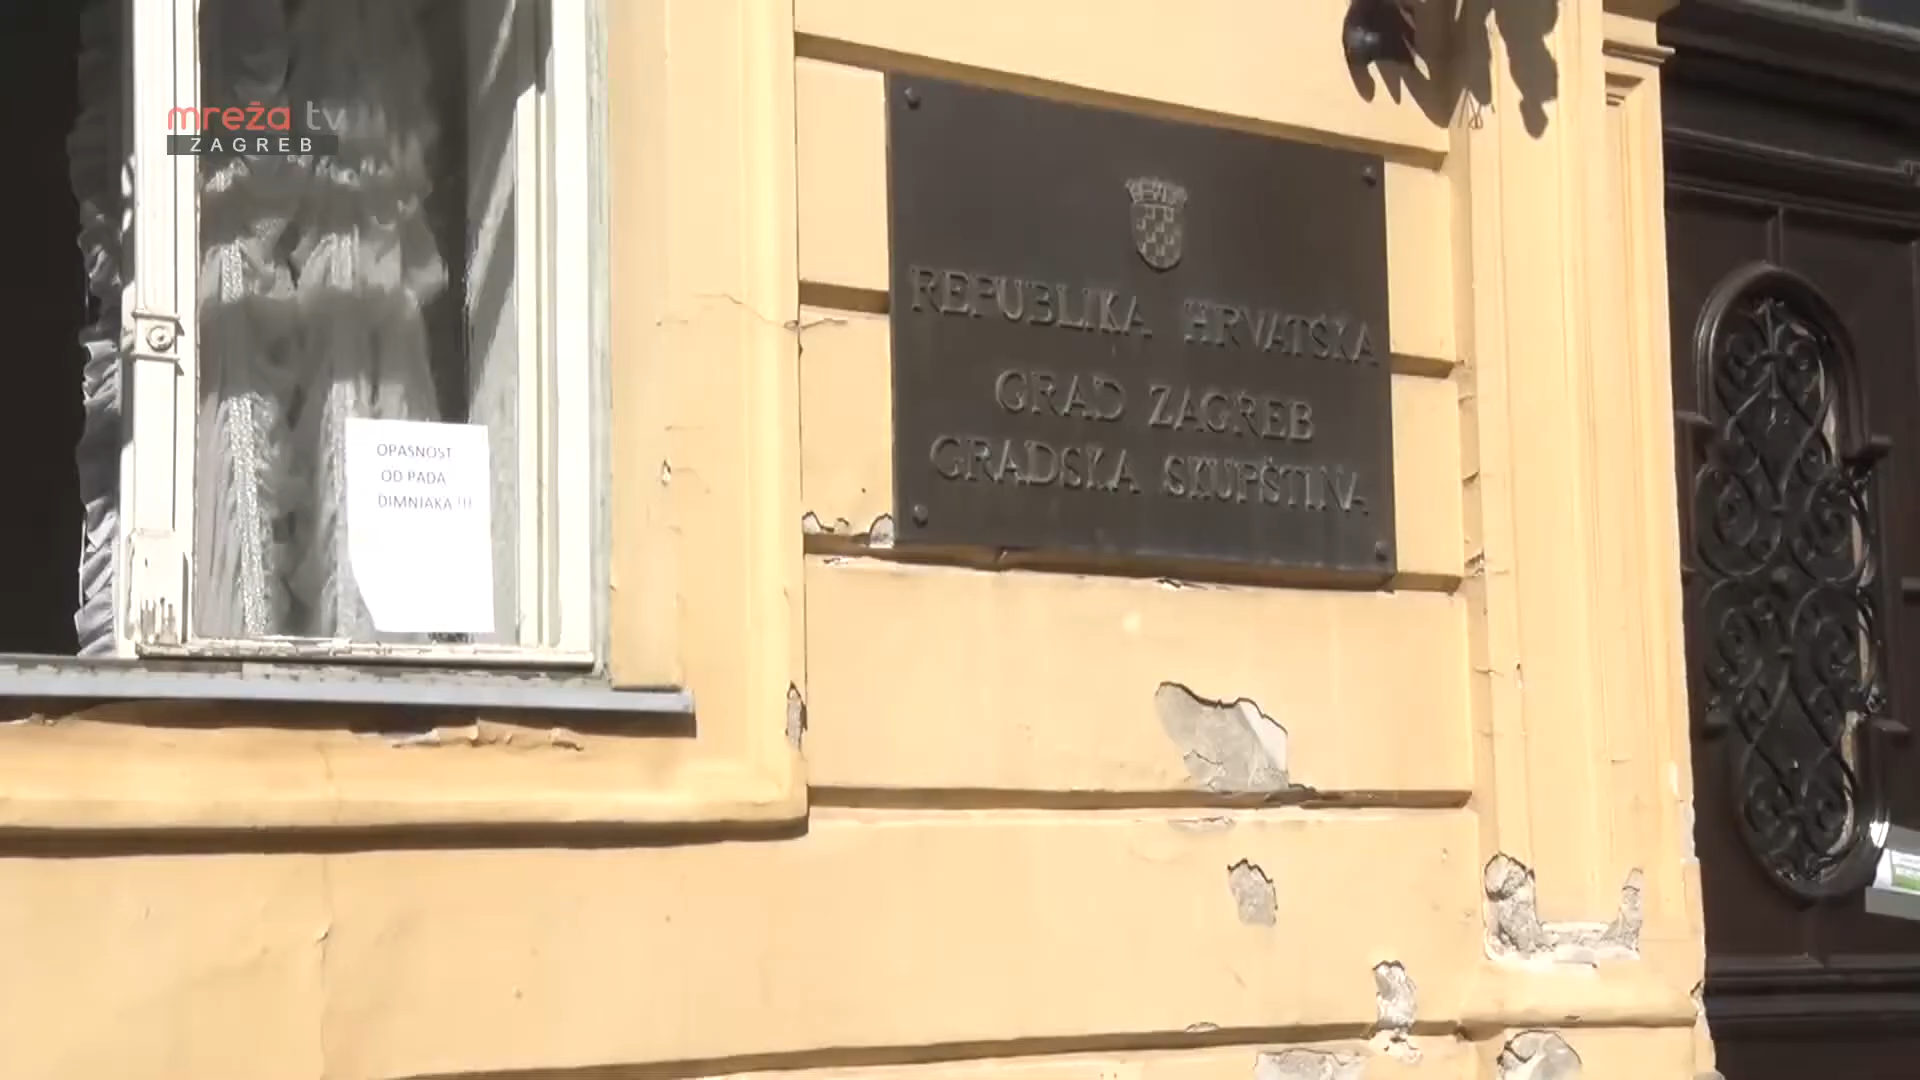 mreža tv
ZAGREB
OPASNOST
OD PADA
DIMNJAKA !!!
REPUBLIKA HRVATSKA
GRAD ZAGREB
GRADSKA SKUPŠTINA